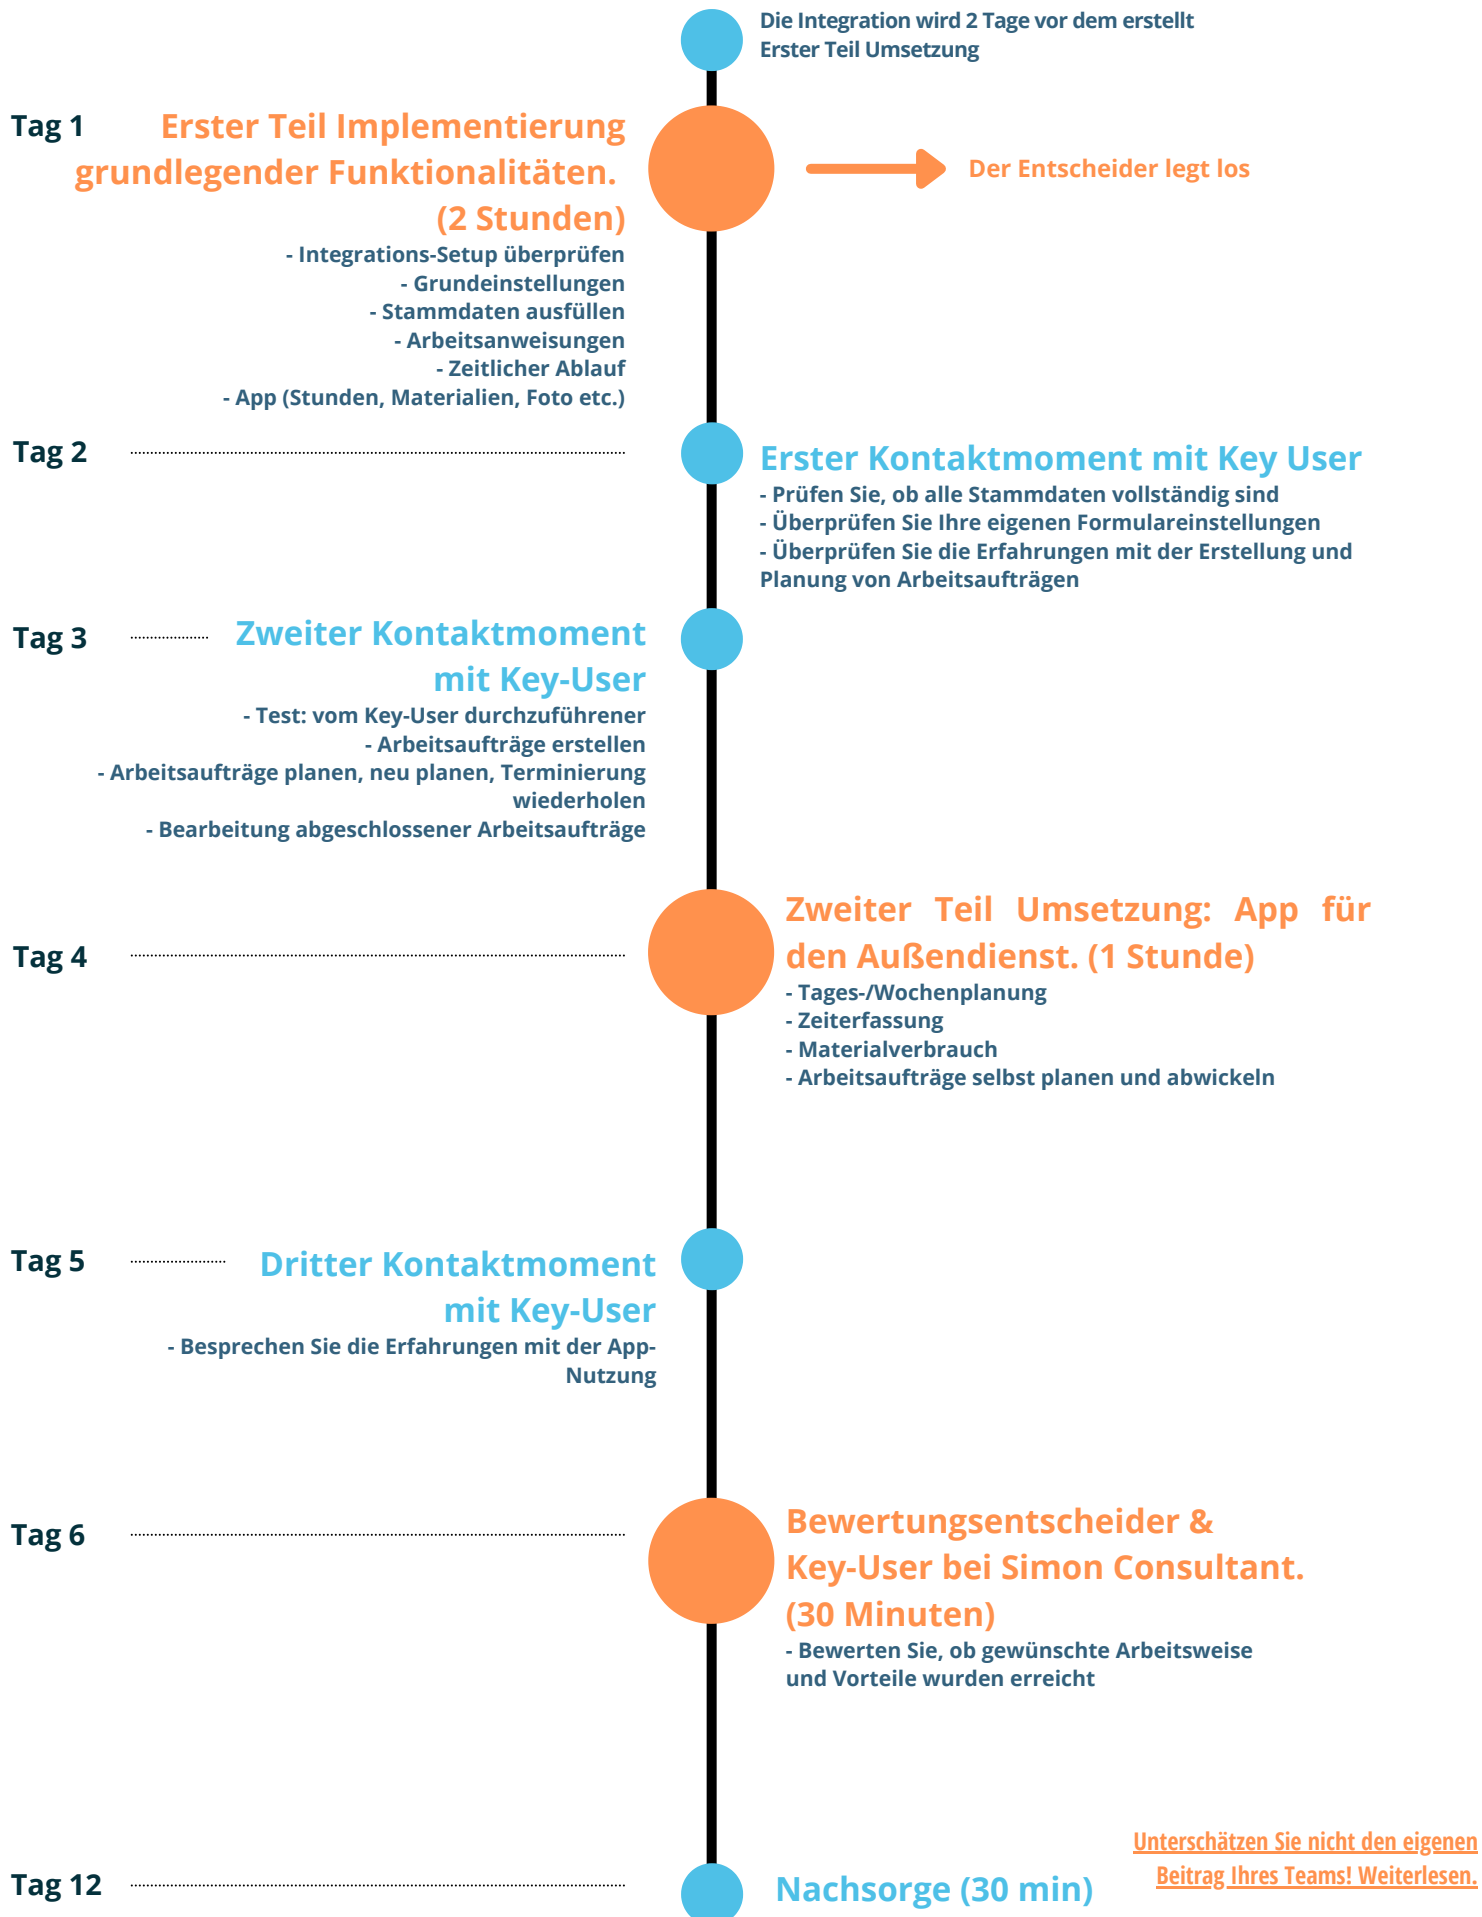 Die Integration wird 2 Tage vor dem erstellt
Erster Teil Umsetzung
Tag 1
Erster Teil Implementierung
grundlegender Funktionalitäten.
(2 Stunden)
Der Entscheider legt los
- Integrations-Setup überprüfen
- Grundeinstellungen
- Stammdaten ausfüllen
- Arbeitsanweisungen
- Zeitlicher Ablauf
- App (Stunden, Materialien, Foto etc.)
Tag 2
Erster Kontaktmoment mit Key User
- Prüfen Sie, ob alle Stammdaten vollständig sind
- Überprüfen Sie Ihre eigenen Formulareinstellungen
- Überprüfen Sie die Erfahrungen mit der Erstellung und
Planung von Arbeitsaufträgen
Tag 3
Zweiter Kontaktmoment
mit Key-User
- Test: vom Key-User durchzuführener
- Arbeitsaufträge erstellen
- Arbeitsaufträge planen, neu planen, Terminierung
wiederholen
- Bearbeitung abgeschlossener Arbeitsaufträge
Tag 4
Zweiter Teil Umsetzung: App für
den Außendienst. (1 Stunde)
- Tages-/Wochenplanung
- Zeiterfassung
- Materialverbrauch
- Arbeitsaufträge selbst planen und abwickeln
Tag 5
Dritter Kontaktmoment
mit Key-User
- Besprechen Sie die Erfahrungen mit der App-
Nutzung
Tag 6
Bewertungsentscheider &
Key-User bei Simon Consultant.
(30 Minuten)
- Bewerten Sie, ob gewünschte Arbeitsweise
und Vorteile wurden erreicht
Tag 12
Nachsorge (30 min)
Unterschätzen Sie nicht den eigenen
Beitrag Ihres Teams! Weiterlesen.